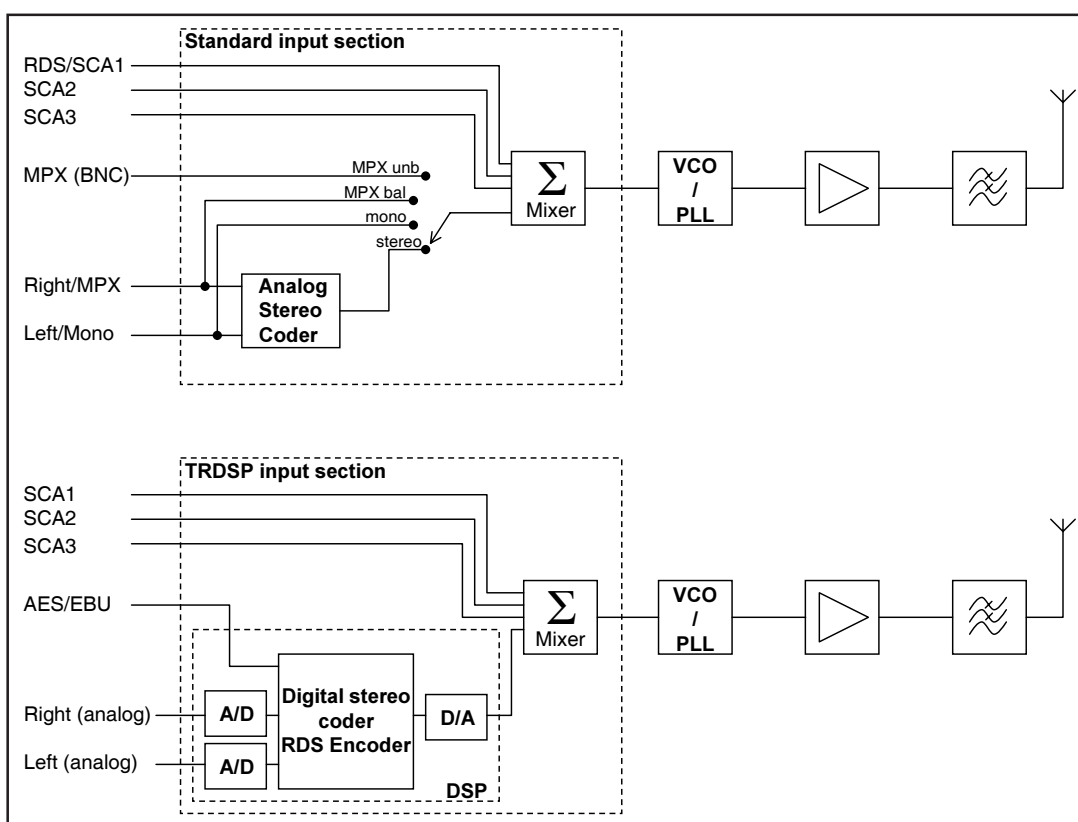 Standard input section
RDS/SCA1
SCA2
SCA3
MPX (BNC)
MPX unb
MPX bal
mono
stereo
Right/MPX
Left/Mono
Analog
Stereo
Coder
Σ
Mixer
VCO
/
PLL
TRDSP input section
SCA1
SCA2
SCA3
AES/EBU
Right (analog)
Left (analog)
A/D
A/D
Digital stereo
coder
RDS Encoder
D/A
DSP
Σ
Mixer
VCO
/
PLL